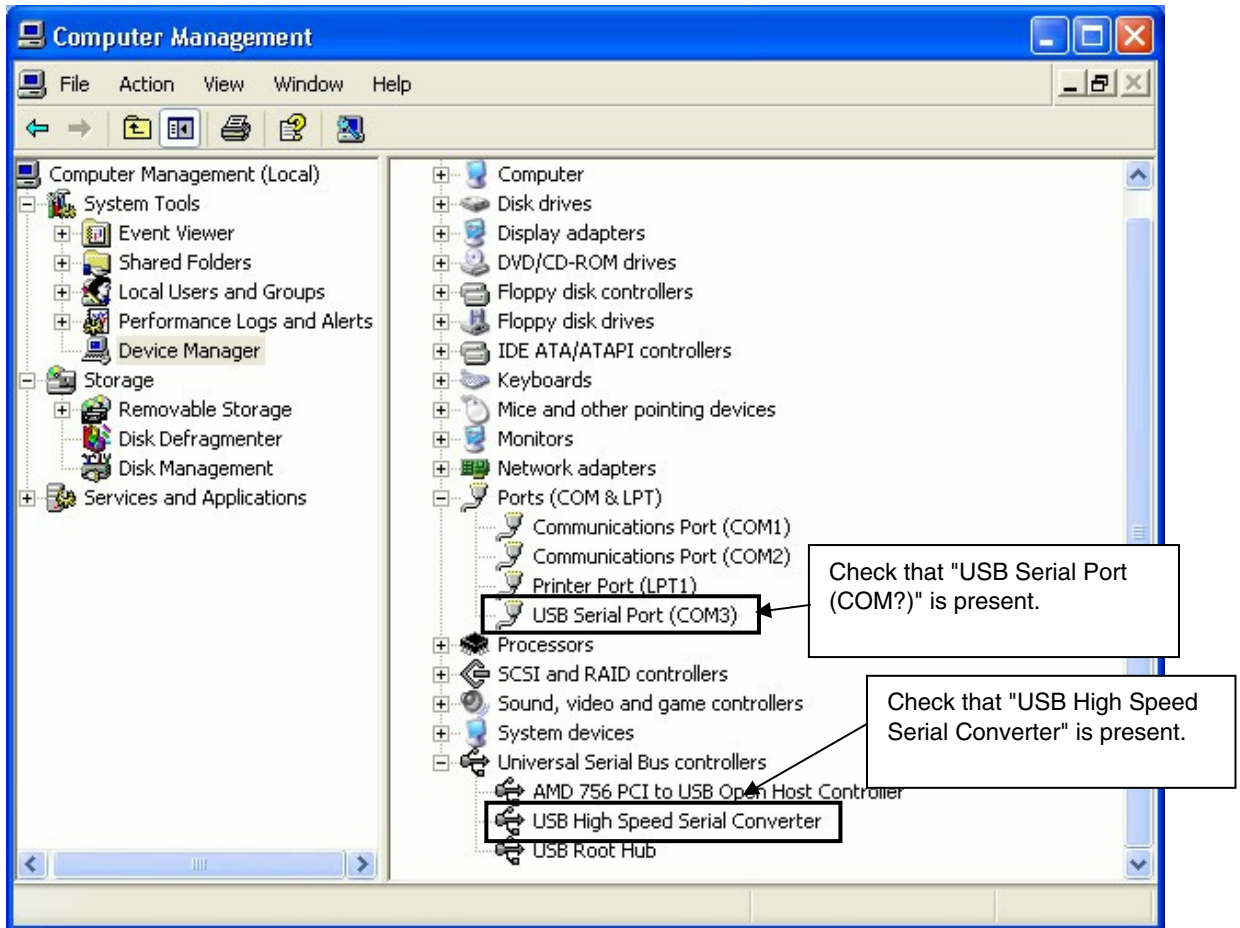 Computer Management
File Action View Window Help
Computer Management (Local)
System Tools
Event Viewer
Shared Folders
Local Users and Groups
Performance Logs and Alerts
Device Manager
Storage
Removable Storage
Disk Defragmenter
Disk Management
Services and Applications
Computer
Disk drives
Display adapters
DVD/CD-ROM drives
Floppy disk controllers
Floppy disk drives
IDE ATA/ATAPI controllers
Keyboards
Mice and other pointing devices
Monitors
Network adapters
Ports (COM & LPT)
Communications Port (COM1)
Communications Port (COM2)
Printer Port (LPT1)
USB Serial Port (COM3)
Processors
SCSI and RAID controllers
Sound, video and game controllers
System devices
Universal Serial Bus controllers
AMD 756 PCI to USB Open Host Controller
USB High Speed Serial Converter
USB Root Hub
Check that "USB Serial Port
(COM?)" is present.
Check that "USB High Speed
Serial Converter" is present.